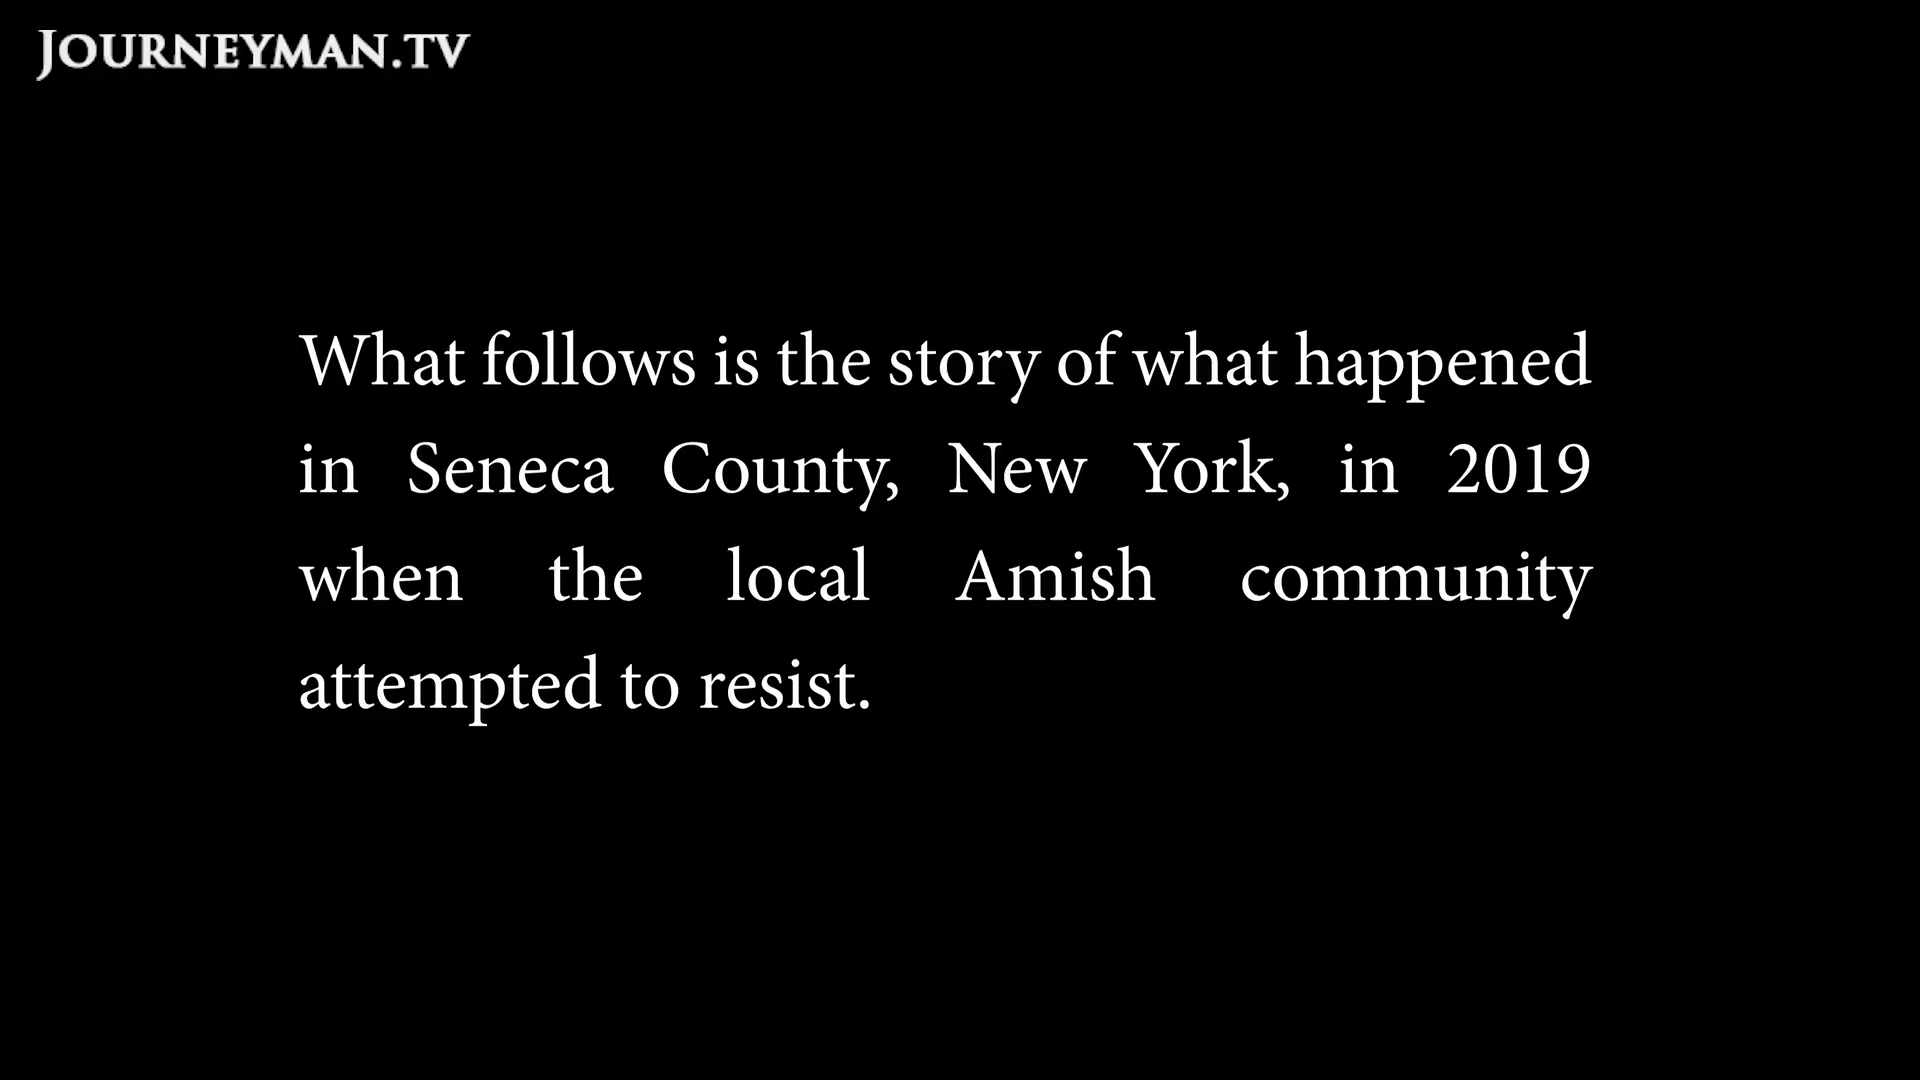 JOURNEYMAN.TV
What follows is the story of what happened
in Seneca County, New York, in 2019
when the local Amish community
attempted to resist.